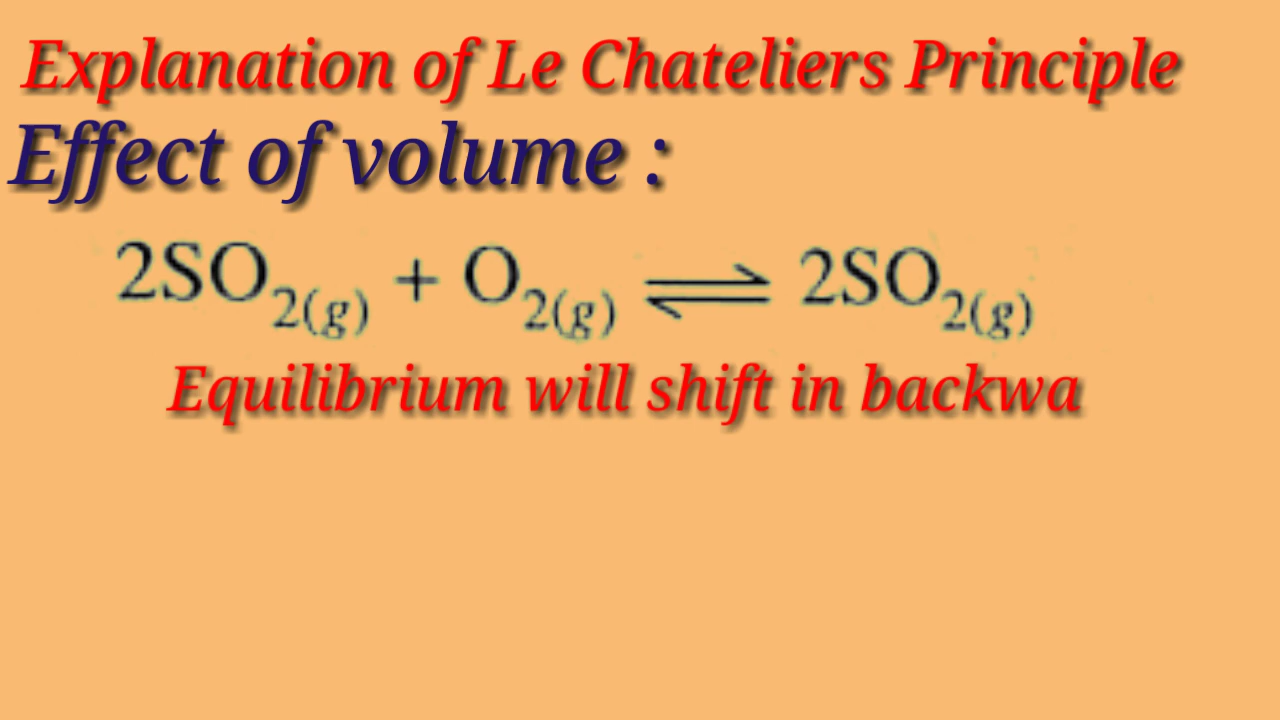 Explanation of Le Chateliers Principle
Effect of volume :
2SO2(g) + O2(g) ⇌ 2SO2(g)
Equilibrium will shift in backwa